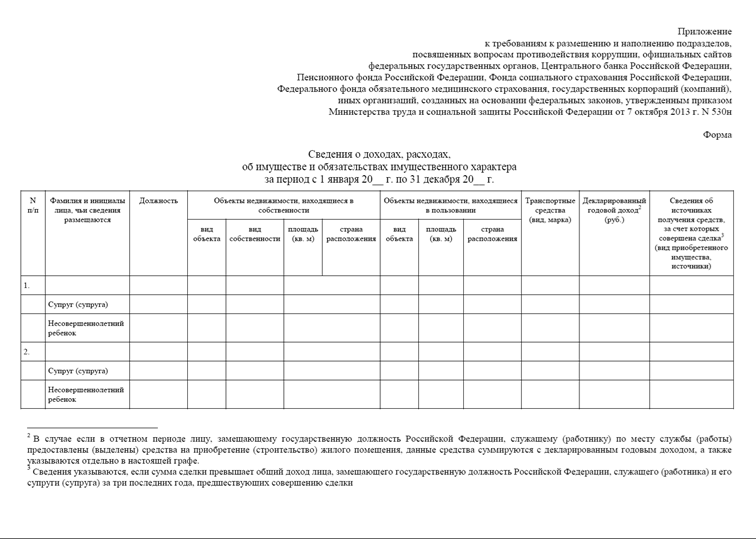 Приложение
к требованиям к размещению и наполнению подразделов,
посвященных вопросам противодействия коррупции, официальных сайтов
федеральных государственных органов, Центрального банка Российской Федерации,
Пенсионного фонда Российской Федерации, Фонда социального страхования Российской Федерации,
Федерального фонда обязательного медицинского страхования, государственных корпораций (компаний),
иных организаций, созданных на основании федеральных законов, утвержденным приказом
Министерства труда и социальной защиты Российской Федерации от 7 октября 2013 г. N 530н
Форма
Сведения о доходах, расходах,
об имуществе и обязательствах имущественного характера
за период с 1 января 20__ г. по 31 декабря 20__ г.
N п/п
Фамилия и инициалы лица, чьи сведения размещаются
Должность
Объекты недвижимости, находящиеся в собственности
Объекты недвижимости, находящиеся в пользовании
Транспортные средства (вид, марка)
Декларированный годовой доход2 (руб.)
Сведения об источниках получения средств, за счет которых совершена сделка3 (вид приобретенного имущества, источники)
вид объекта
вид собственности
площадь (кв. м)
страна расположения
вид объекта
площадь (кв. м)
страна расположения
1.
Супруг (супруга)
Несовершеннолетний ребенок
2.
Супруг (супруга)
Несовершеннолетний ребенок
2 В случае если в отчетном периоде лицу, замещающему государственную должность Российской Федерации, служащему (работнику) по месту службы (работы)
предоставлены (выделены) средства на приобретение (строительство) жилого помещения, данные средства суммируются с декларированным годовым доходом, а также
указываются отдельно в настоящей графе.
3 Сведения указываются, если сумма сделки превышает общий доход лица, замещающего государственную должность Российской Федерации, служащего (работника) и его
супруги (супруга) за три последних года, предшествующих совершению сделки